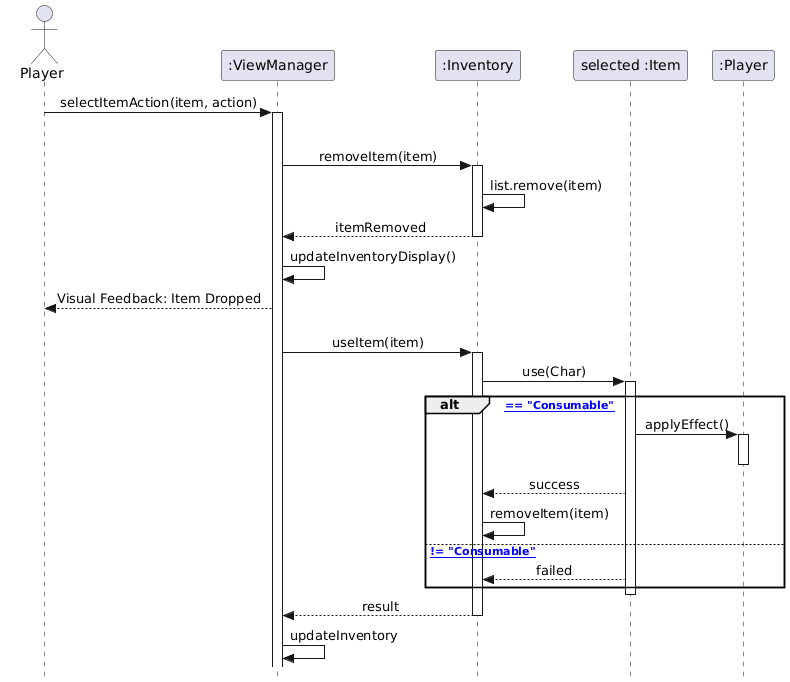 Player
:ViewManager
:Inventory
selected :Item
:Player
selectItemAction(item, action)
removeItem(item)
list.remove(item)
itemRemoved
updateInventoryDisplay()
Visual Feedback: Item Dropped
useItem(item)
use(Char)
alt
== "Consumable"
applyEffect()
success
removeItem(item)
!= "Consumable"
failed
result
updateInventory